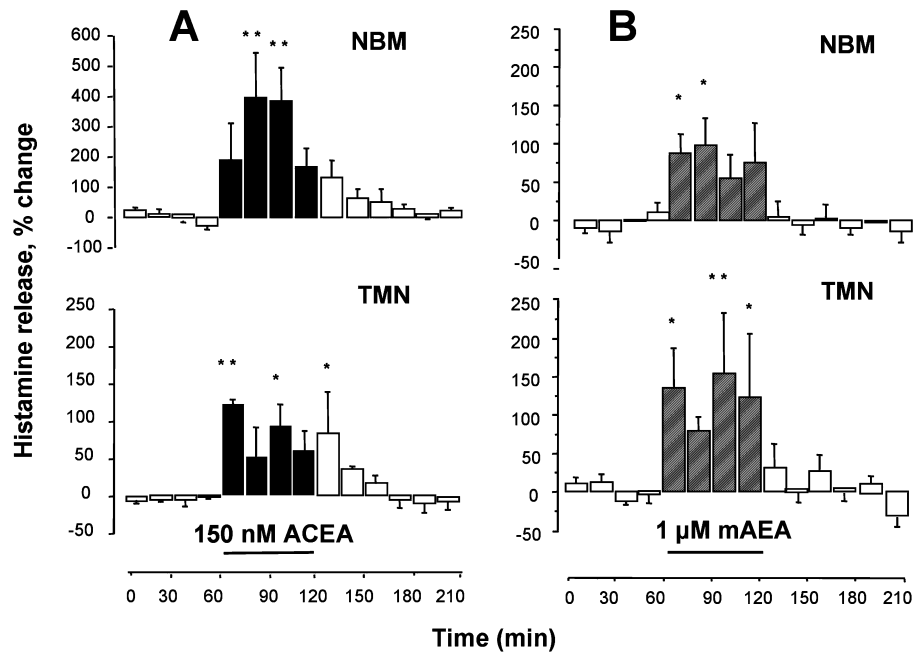 A
NBM
600
500
400
300
200
100
0
-100
** **
TMN
250
200
150
100
50
0
-50
** * *
150 nM ACEA
0 30 60 90 120 150 180 210
B
NBM
250
200
150
100
50
0
-50
* *
TMN
250
200
150
100
50
0
-50
* ** *
1 µM mAEA
0 30 60 90 120 150 180 210
Histamine release, % change
Time (min)